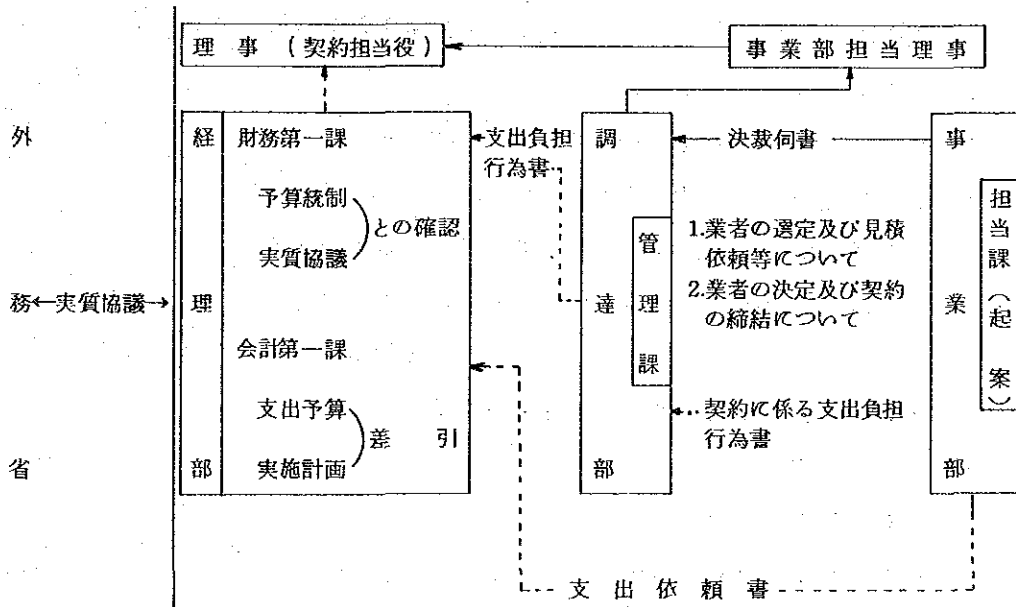 理事(契約担当役)
事業部担当理事
外務省
←実質協議→
経理部
財務第一課
予算統制
実質協議
との確認
会計第一課
支出予算
実施計画
差引
支出負担
行為書
調達部
管理課
決裁伺書
1.業者の選定及び見積
依頼等について
2.業者の決定及び契約
の締結について
契約に係る支出負担
行為書
事業部
担当課(起案)
支出依頼書